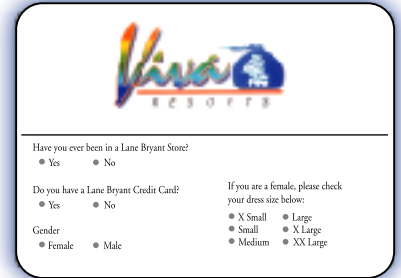 Viva
RESORTS
Have you ever been in a Lane Bryant Store?
Yes No
Do you have a Lane Bryant Credit Card?
Yes No
Gender
Female Male
If you are a female, please check
your dress size below:
X Small Large
Small X Large
Medium XX Large